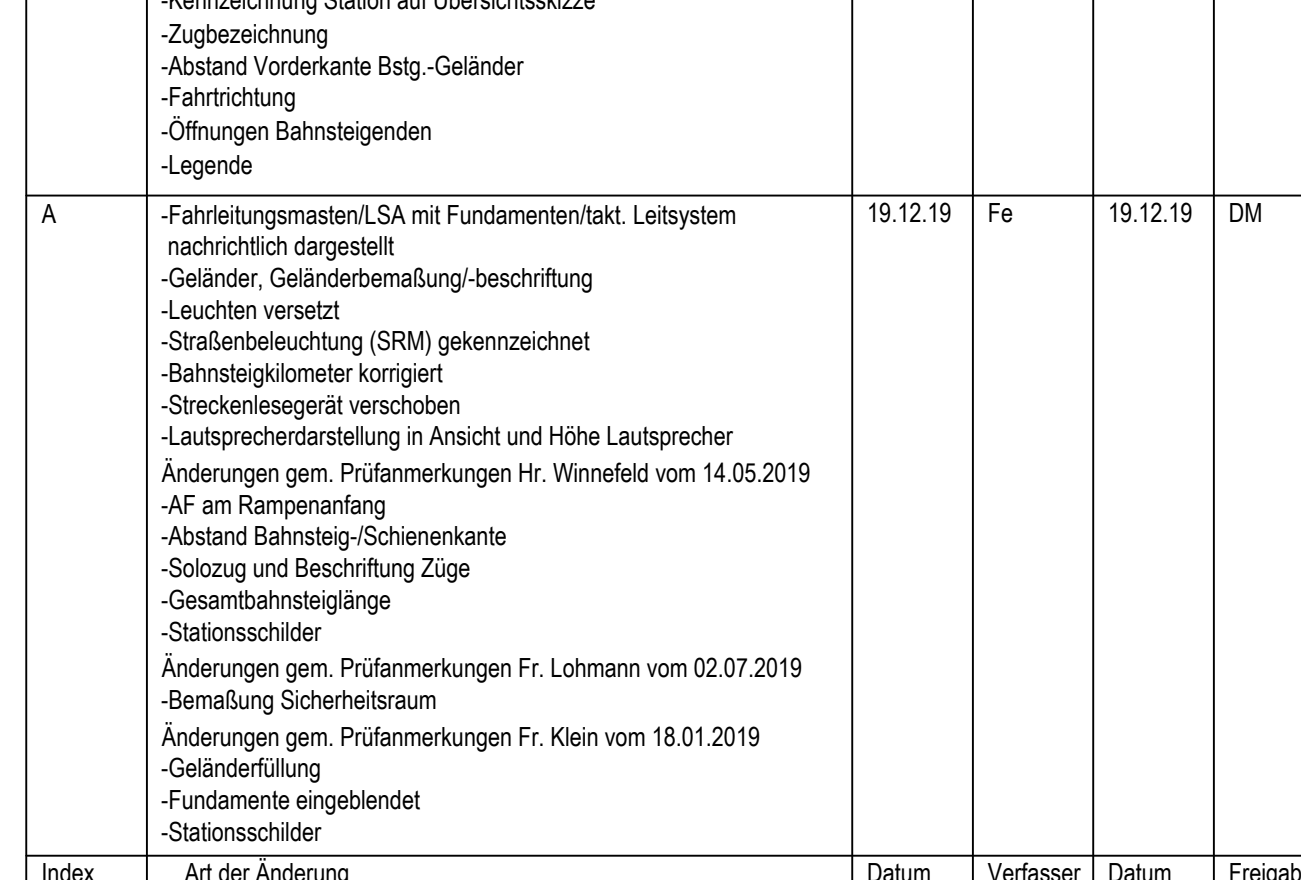 -Kennzeichnung Station auf Übersichtsskizze
-Zugbezeichnung
-Abstand Vorderkante Bstg.-Geländer
-Fahrtrichtung
-Öffnungen Bahnsteigenden
-Legende
A -Fahrleitungsmasten/LSA mit Fundamenten/takt. Leitsystem 19.12.19 Fe 19.12.19 DM
nachrichtlich dargestellt
-Geländer, Geländerbemaßung/-beschriftung
-Leuchten versetzt
-Straßenbeleuchtung (SRM) gekennzeichnet
-Bahnsteigkilometer korrigiert
-Streckenlesegerät verschoben
-Lautsprecherdarstellung in Ansicht und Höhe Lautsprecher
Änderungen gem. Prüfanmerkungen Hr. Winnefeld vom 14.05.2019
-AF am Rampenanfang
-Abstand Bahnsteig-/Schienenkante
-Solozug und Beschriftung Züge
-Gesamtbahnsteiglänge
-Stationsschilder
Änderungen gem. Prüfanmerkungen Fr. Lohmann vom 02.07.2019
-Bemaßung Sicherheitsraum
Änderungen gem. Prüfanmerkungen Fr. Klein vom 18.01.2019
-Geländerfüllung
-Fundamente eingeblendet
-Stationsschilder
Index Art der Änderung Datum Verfasser Datum Freigab